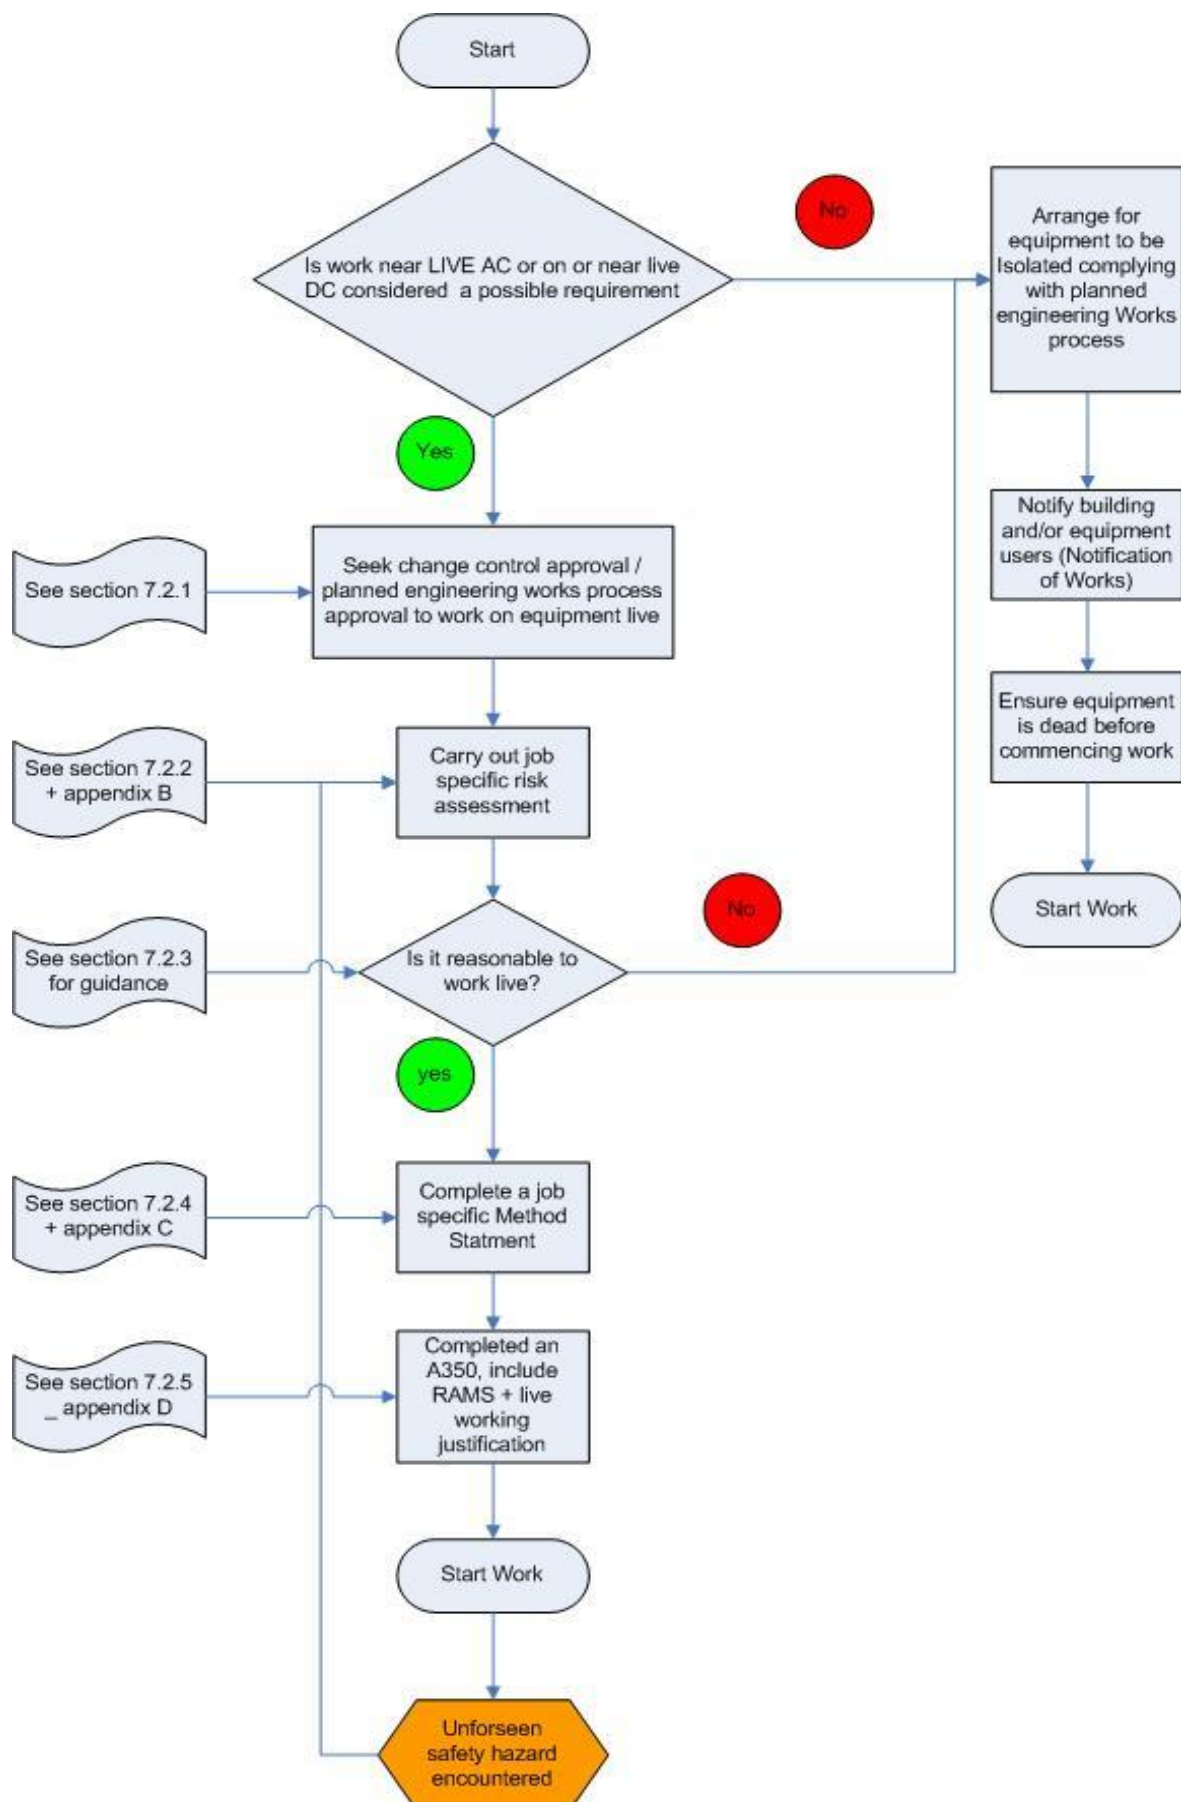 Start
Is work near LIVE AC or on or near live
DC considered a possible requirement
No
Arrange for
equipment to be
Isolated complying
with planned
engineering Works
process
Yes
Notify building
and/or equipment
users (Notification
of Works)
See section 7.2.1
Seek change control approval /
planned engineering works process
approval to work on equipment live
Ensure equipment
is dead before
commencing work
See section 7.2.2
+ appendix B
Carry out job
specific risk
assessment
No
Start Work
See section 7.2.3
for guidance
Is it reasonable to
work live?
yes
See section 7.2.4
+ appendix C
Complete a job
specific Method
Statment
See section 7.2.5
_ appendix D
Completed an
A350, include
RAMS + live
working
justification
Start Work
Unforseen
safety hazard
encountered